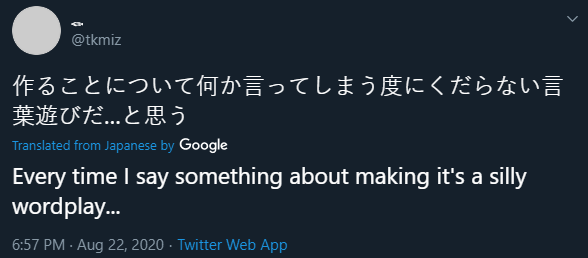 @tkmiz
作ることについて何か言ってしまう度にくだらない言
葉遊びだ...と思う
Translated from Japanese by Google
Every time I say something about making it's a silly
wordplay...
6:57 PM · Aug 22, 2020 · Twitter Web App